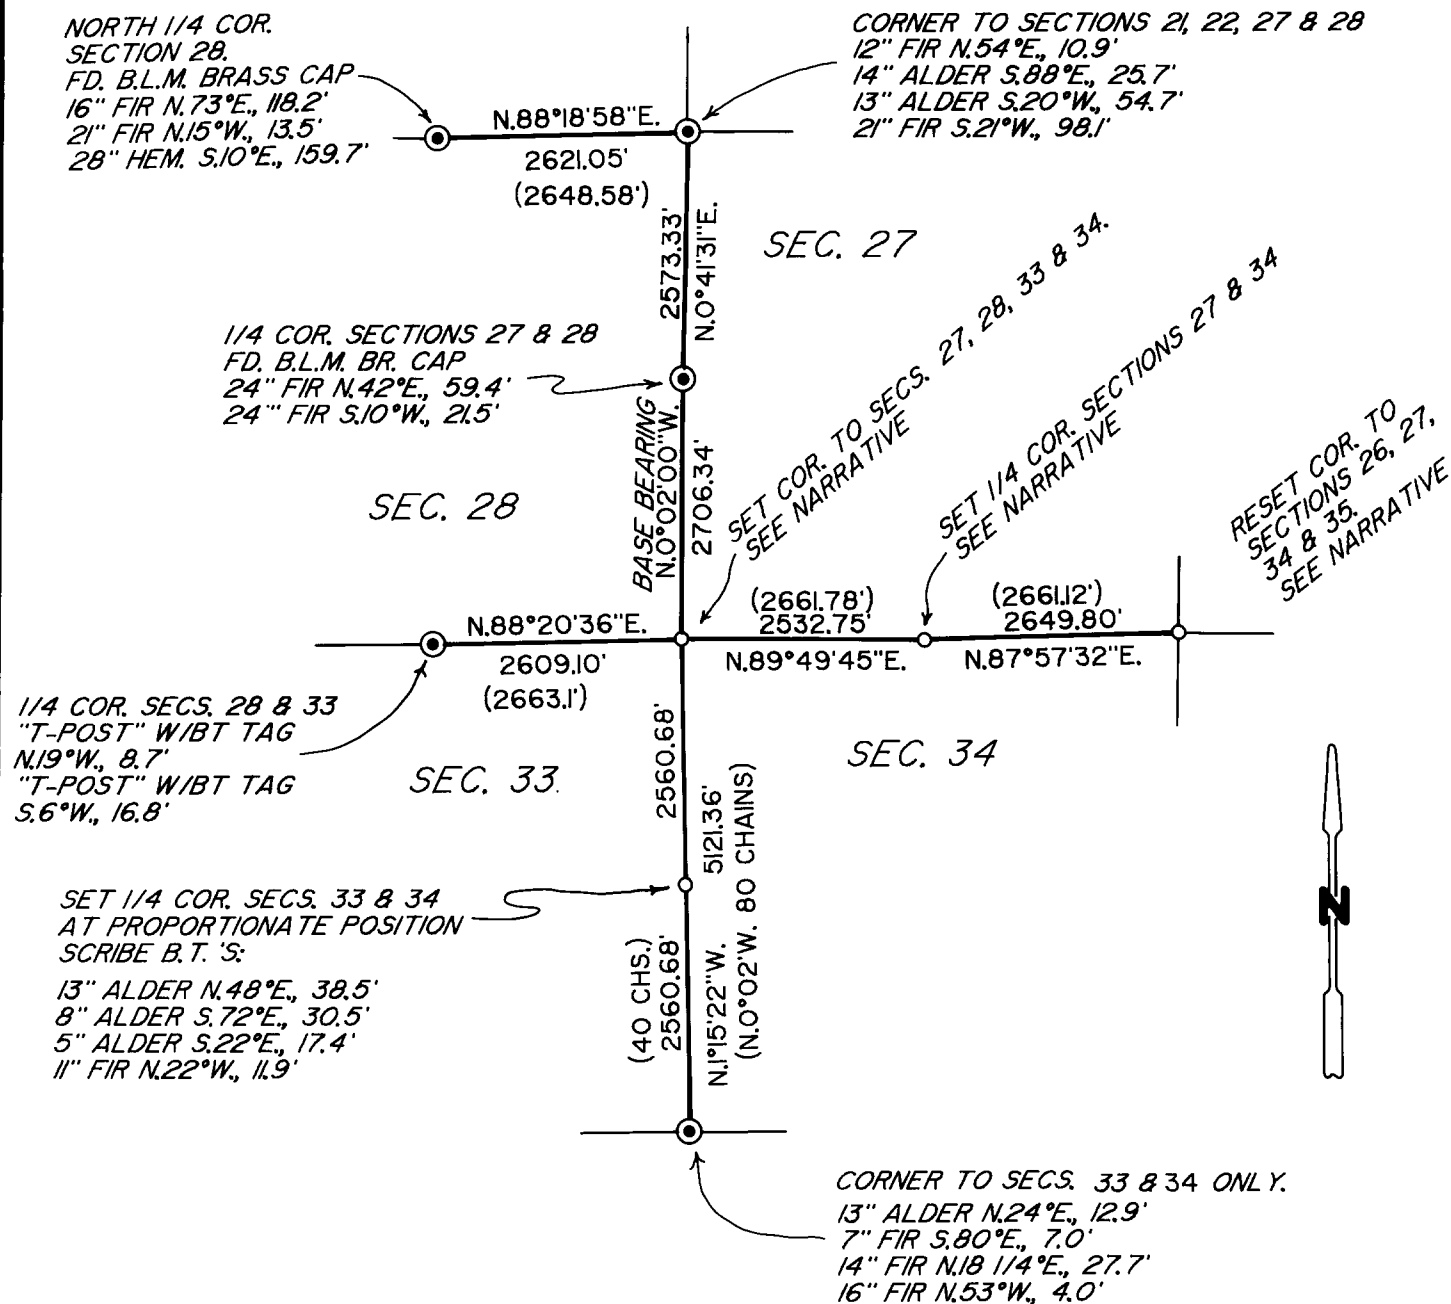 NORTH 1/4 COR.
SECTION 28.
FD. B.L.M. BRASS CAP
16" FIR N.73°E., 118.2'
21" FIR N.15°W., 13.5'
28" HEM. S.10°E., 159.7'
CORNER TO SECTIONS 21, 22, 27 & 28
12" FIR N.54°E., 10.9'
14" ALDER S.88°E., 25.7'
13" ALDER S.20°W., 54.7'
21" FIR S.21°W., 98.1'
N.88°18'58"E.
2621.05'
(2648.58')
2573.33'
N.0°41'31"E.
SEC. 27
1/4 COR. SECTIONS 27 & 28
FD. B.L.M. BR. CAP
24" FIR N.42°E., 59.4'
24''' FIR S.10°W., 21.5'
BASE BEARING
N.0°02'00"W.
2706.34'
SEC. 28
SET COR. TO SECS. 27, 28, 33 & 34.
SEE NARRATIVE
SET 1/4 COR. SECTIONS 27 & 34
SEE NARRATIVE
RESET COR. TO
SECTIONS 26, 27,
34 & 35.
SEE NARRATIVE
N.88°20'36"E.
2609.10'
(2663.1')
(2661.78')
2532.75'
N.89°49'45"E.
(2661.12')
2649.80'
N.87°57'32"E.
1/4 COR. SECS. 28 & 33
"T-POST" W/BT TAG
N.19°W., 8.7'
"T-POST" W/BT TAG
S.6°W., 16.8'
SEC. 33.
SEC. 34
2560.68'
5121.36'
N.1°15'22"W.
(N.0°02'W. 80 CHAINS)
(40 CHS.)
2560.68'
SET 1/4 COR. SECS. 33 & 34
AT PROPORTIONATE POSITION
SCRIBE B.T. 'S:
13" ALDER N.48°E., 38.5'
8" ALDER S.72°E., 30.5'
5" ALDER S.22°E., 17.4'
11" FIR N.22°W., 11.9'
N
CORNER TO SECS. 33 & 34 ONLY.
13" ALDER N.24°E., 12.9'
7" FIR S.80°E., 7.0'
14" FIR N.18 1/4°E., 27.7'
16" FIR N.53°W., 4.0'